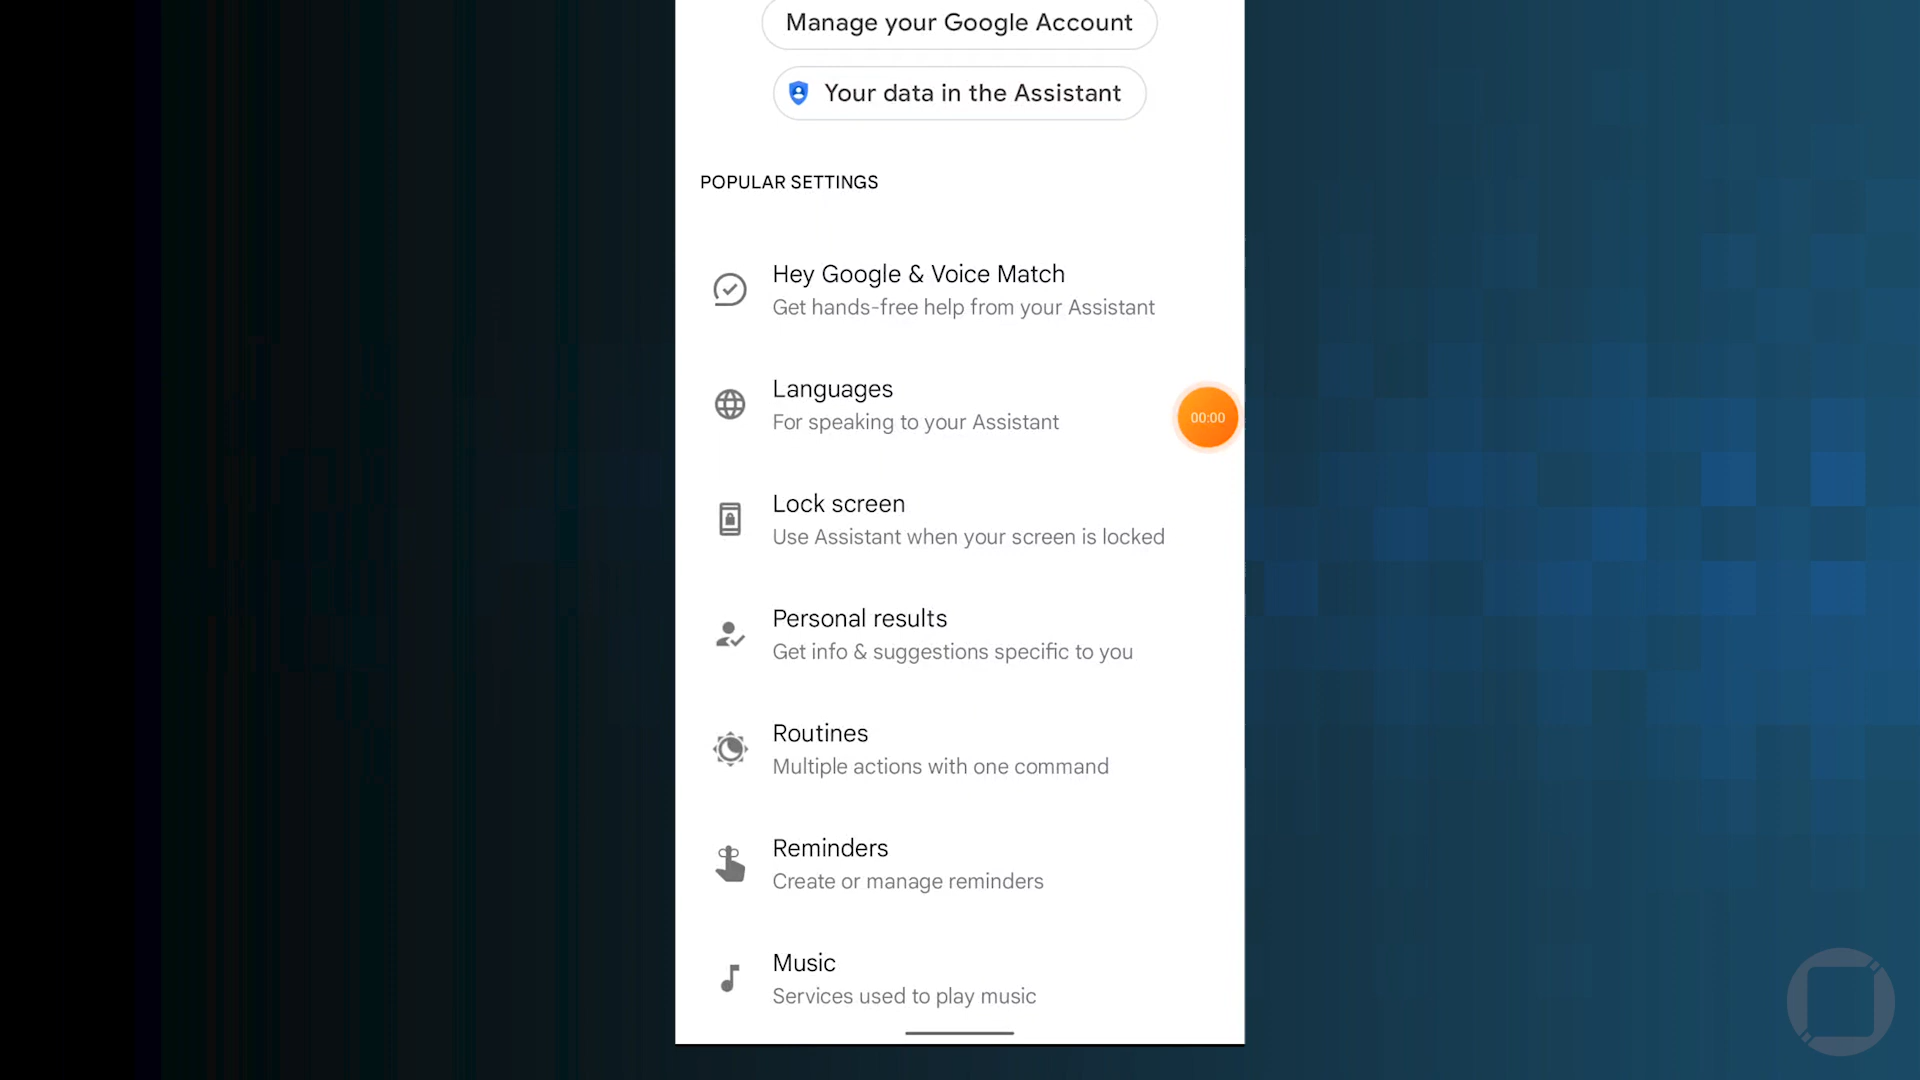 Manage your Google Account
Your data in the Assistant
POPULAR SETTINGS
Hey Google & Voice Match
Get hands-free help from your Assistant
Languages
For speaking to your Assistant
00:00
Lock screen
Use Assistant when your screen is locked
Personal results
Get info & suggestions specific to you
Routines
Multiple actions with one command
Reminders
Create or manage reminders
Music
Services used to play music